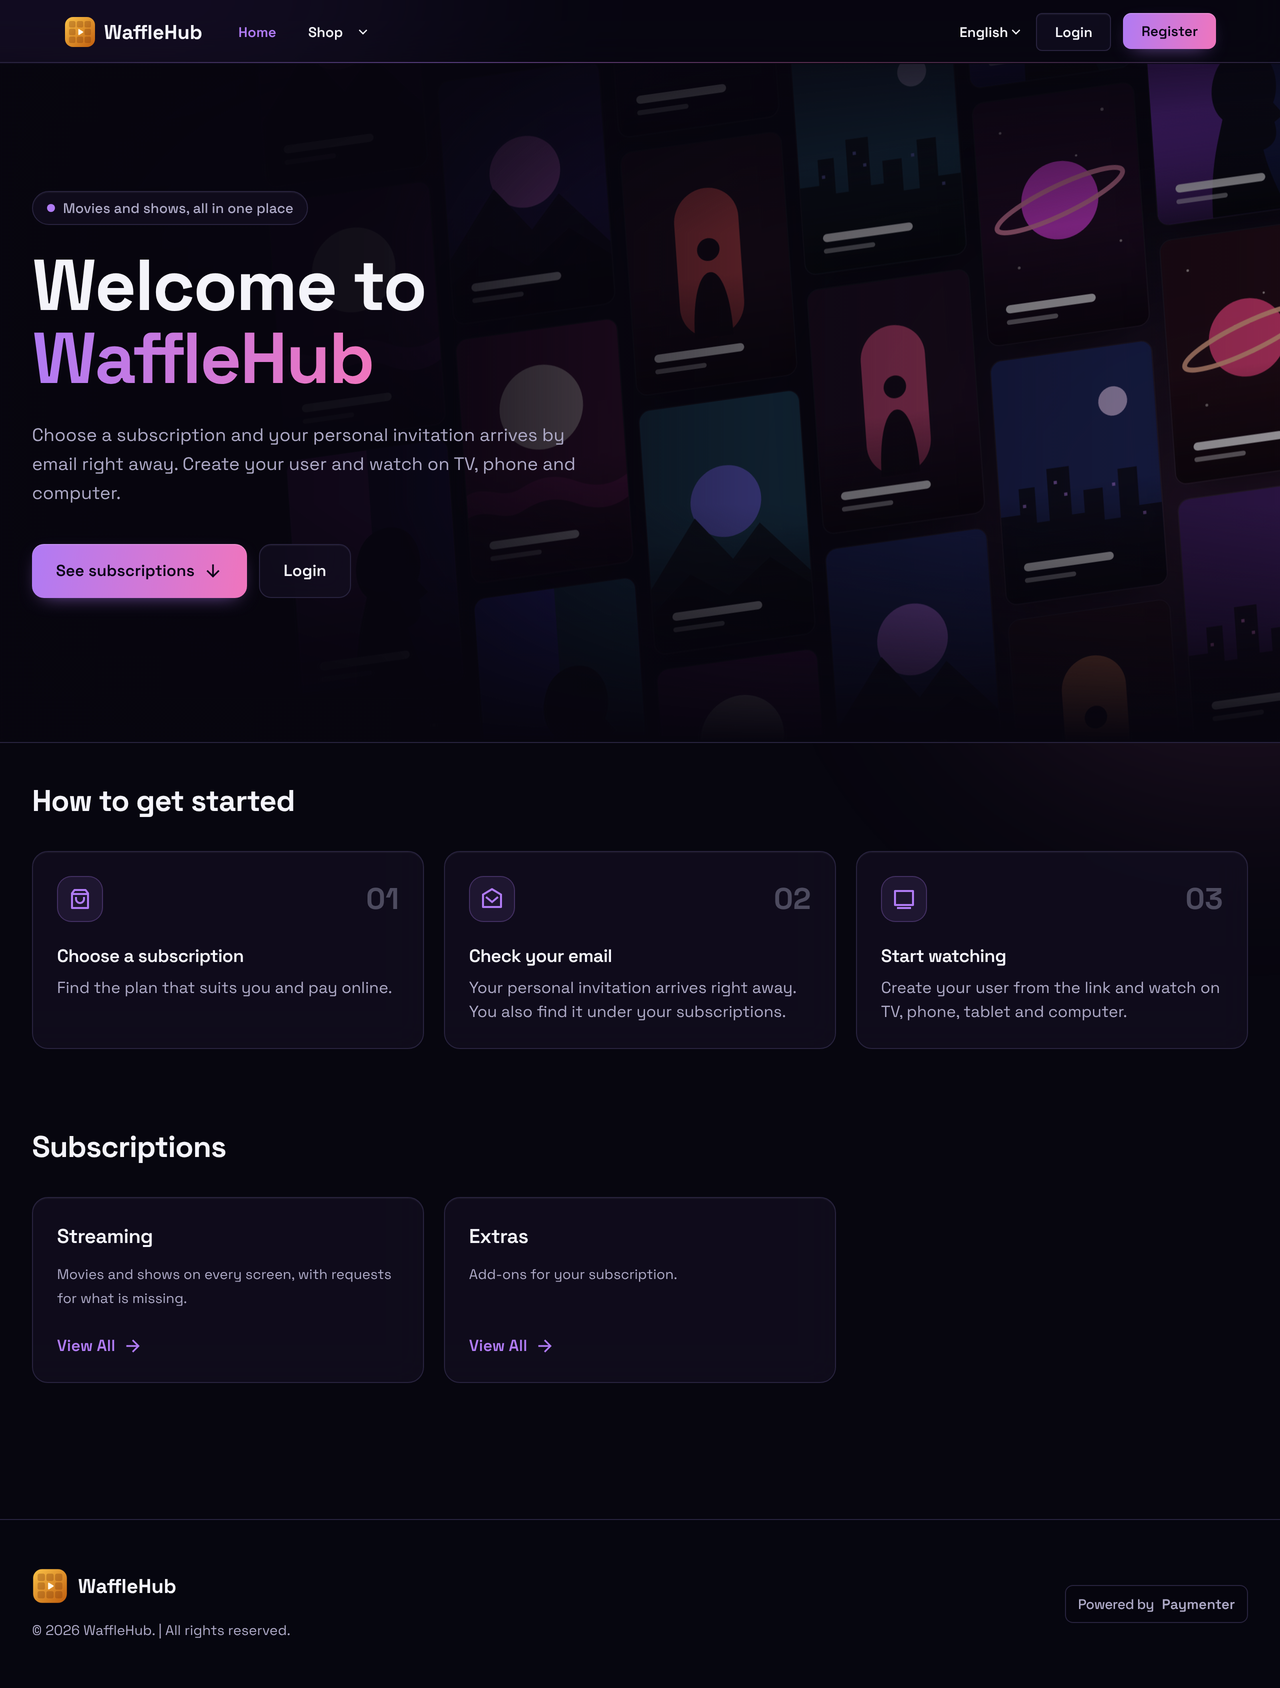 WaffleHub
Home
Shop
English
Login
Register
Movies and shows, all in one place
Welcome to
WaffleHub
Choose a subscription and your personal invitation arrives by
email right away. Create your user and watch on TV, phone and
computer.
See subscriptions
Login
How to get started
01
Choose a subscription
Find the plan that suits you and pay online.
02
Check your email
Your personal invitation arrives right away.
You also find it under your subscriptions.
03
Start watching
Create your user from the link and watch on
TV, phone, tablet and computer.
Subscriptions
Streaming
Movies and shows on every screen, with requests
for what is missing.
View All
Extras
Add-ons for your subscription.
View All
WaffleHub
© 2026 WaffleHub. | All rights reserved.
Powered by Paymenter